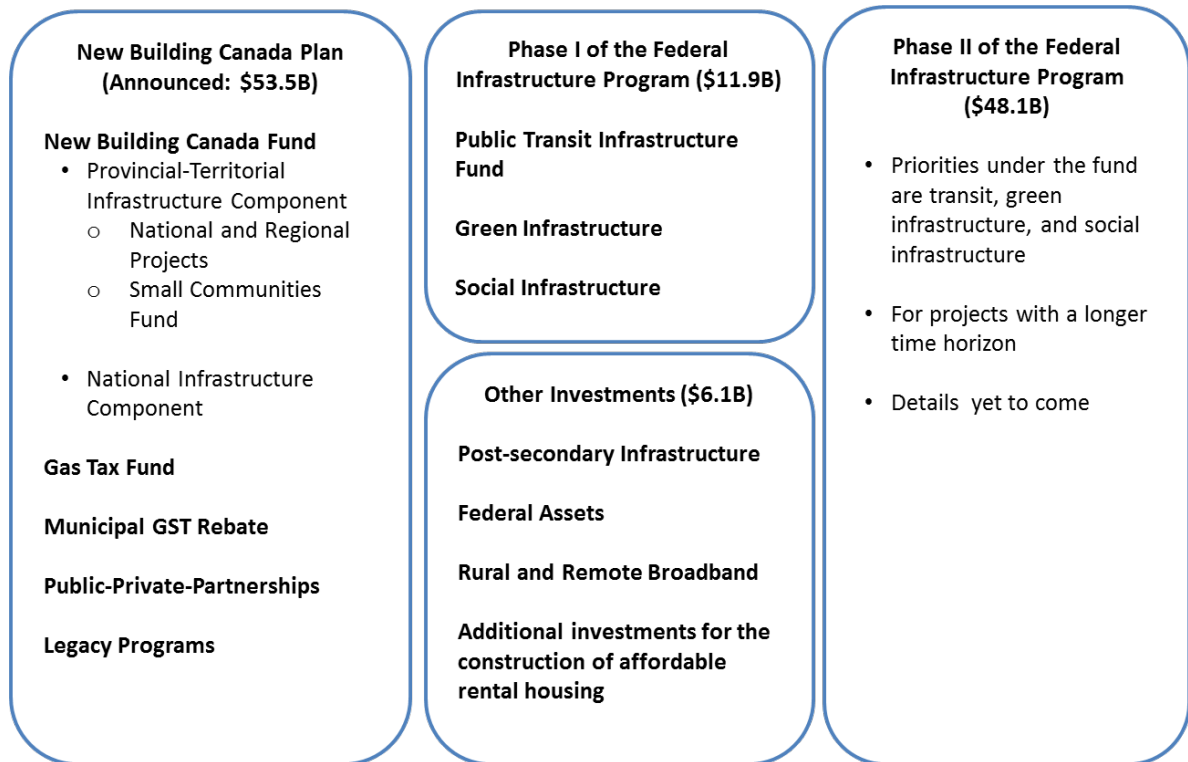 New Building Canada Plan
(Announced: $53.5B)
New Building Canada Fund
• Provincial-Territorial
Infrastructure Component
o National and Regional
Projects
o Small Communities
Fund
• National Infrastructure
Component
Gas Tax Fund
Municipal GST Rebate
Public-Private-Partnerships
Legacy Programs
Phase I of the Federal
Infrastructure Program ($11.9B)
Public Transit Infrastructure
Fund
Green Infrastructure
Social Infrastructure
Other Investments ($6.1B)
Post-secondary Infrastructure
Federal Assets
Rural and Remote Broadband
Additional investments for the
construction of affordable
rental housing
Phase II of the Federal
Infrastructure Program
($48.1B)
• Priorities under the fund
are transit, green
infrastructure, and social
infrastructure
• For projects with a longer
time horizon
• Details yet to come